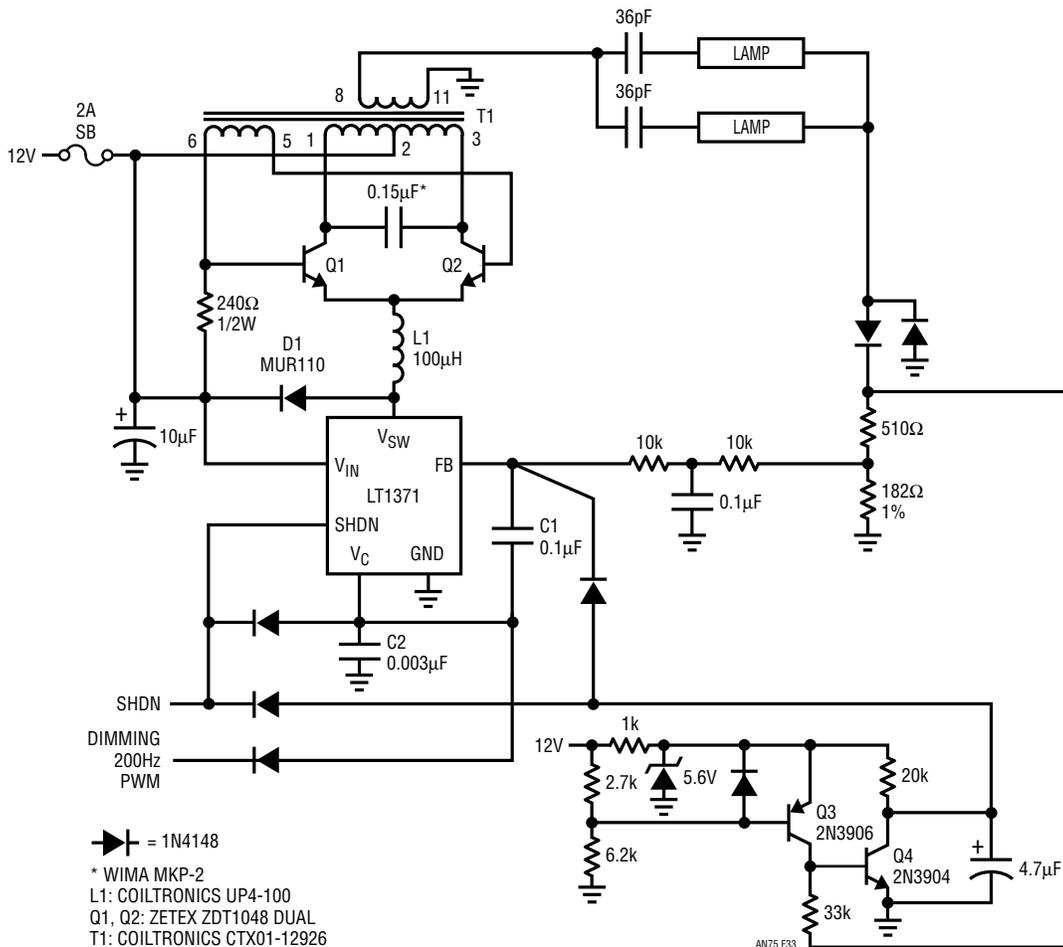 36pF
LAMP
8
11
T1
36pF
LAMP
2A
SB
12V
6
5
1
2
3
0.15µF*
Q1
Q2
240Ω
1/2W
L1
100µH
D1
MUR110
+
10µF
VSW
VIN
FB
LT1371
SHDN
VC
GND
10k
10k
0.1µF
510Ω
182Ω
1%
C1
0.1µF
C2
0.003µF
SHDN
DIMMING
200Hz
PWM
12V
1k
2.7k
5.6V
20k
6.2k
Q3
2N3906
Q4
2N3904
+
4.7µF
33k
= 1N4148
* WIMA MKP-2
L1: COILTRONICS UP4-100
Q1, Q2: ZETEX ZDT1048 DUAL
T1: COILTRONICS CTX01-12926
AN75 F33